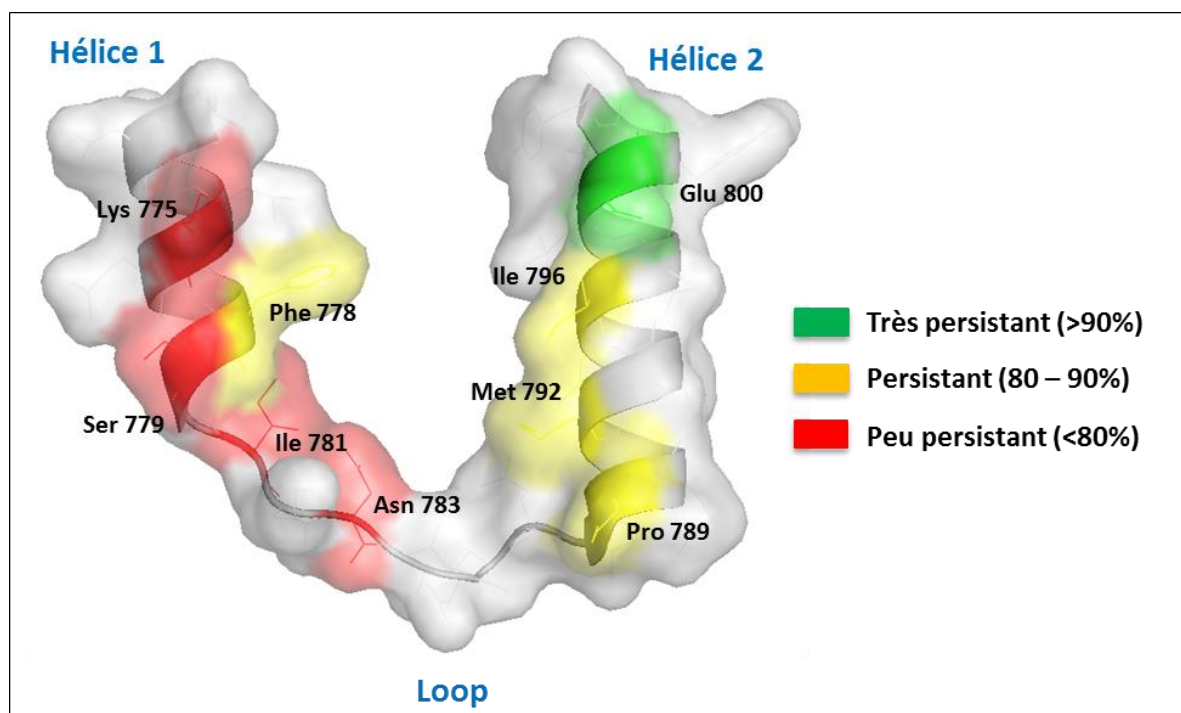 Hélice 1
Hélice 2
Lys 775
Glu 800
Ile 796
Phe 778
Très persistant (>90%)
Persistant (80 – 90%)
Met 792
Ser 779
Ile 781
Peu persistant (<80%)
Asn 783
Pro 789
Loop